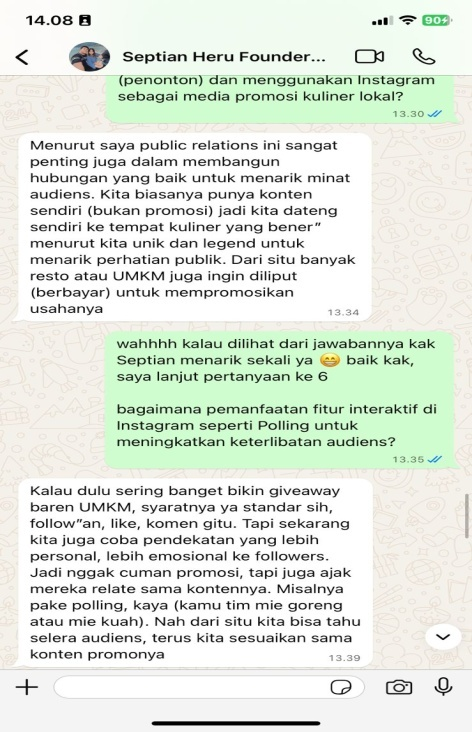 14.08
90
Septian Heru Founder...
(penonton) dan menggunakan Instagram
sebagai media promosi kuliner lokal?
13.30
Menurut saya public relations ini sangat
penting juga dalam membangun
hubungan yang baik untuk menarik minat
audiens. Kita biasanya punya konten
sendiri (bukan promosi) jadi kita dateng
sendiri ke tempat kuliner yang bener”
menurut kita unik dan legend untuk
menarik perhatian publik. Dari situ banyak
resto atau UMKM juga ingin diliput
(berbayar) untuk mempromosikan
usahanya
13.34
wahhhh kalau dilihat dari jawabannya kak
Septian menarik sekali ya 😁 baik kak,
saya lanjut pertanyaan ke 6
bagaimana pemanfaatan fitur interaktif di
Instagram seperti Polling untuk
meningkatkan keterlibatan audiens?
13.35
Kalau dulu sering banget bikin giveaway
baren UMKM, syaratnya ya standar sih,
follow”an, like, komen gitu. Tapi sekarang
kita juga coba pendekatan yang lebih
personal, lebih emosional ke followers.
Jadi nggak cuman promosi, tapi juga ajak
mereka relate sama kontennya. Misalnya
pake polling, kaya (kamu tim mie goreng
atau mie kuah). Nah dari situ kita bisa tahu
selera audiens, terus kita sesuaikan sama
konten promonya
13.39